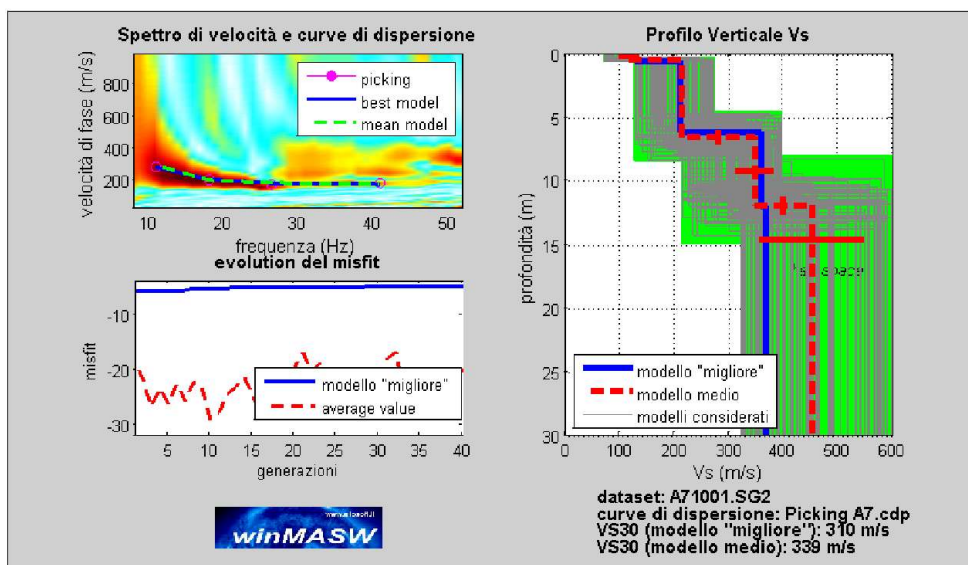 Spettro di velocità e curve di dispersione
velocità di fase (m/s)
800
600
400
200
picking
best model
mean model
10
20
30
40
50
frequenza (Hz)
evolution del misfit
misfit
-10
-20
-30
modello "migliore"
average value
5
10
15
20
25
30
35
40
generazioni
winMASW
Profilo Verticale Vs
profondità (m)
0
5
10
15
20
25
30
space
modello "migliore"
modello medio
modelli considerati
0
100
200
300
400
500
600
Vs (m/s)
dataset: A71001.SG2
curve di dispersione: Picking A7.cdp
VS30 (modello "migliore"): 310 m/s
VS30 (modello medio): 339 m/s